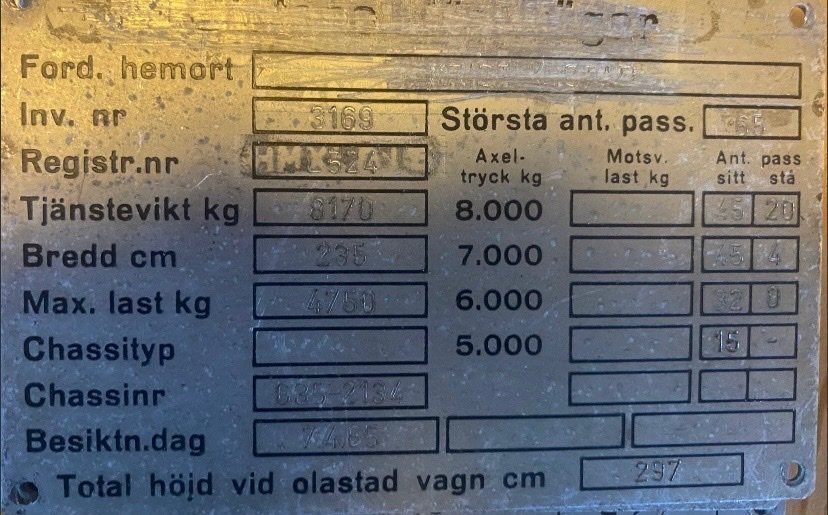 Ford. hemort
Inv. nr 3169 Största ant. pass. 65
Registr.nr Axel- Motsv. Ant. pass
tryck kg last kg sitt stå
Tjänstevikt kg 8170 8.000 45 20
Bredd cm 235 7.000 45 4
Max. last kg 4750 6.000 32 0
Chassityp 5.000 15 -
Chassinr
Besiktn.dag
Total höjd vid olastad vagn cm 297